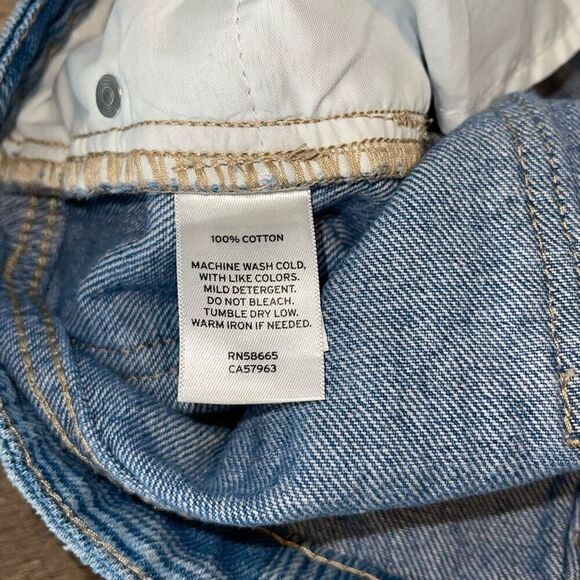 100% COTTON
MACHINE WASH COLD,
WITH LIKE COLORS.
MILD DETERGENT.
DO NOT BLEACH.
TUMBLE DRY LOW.
WARM IRON IF NEEDED.
RN58665
CA57963